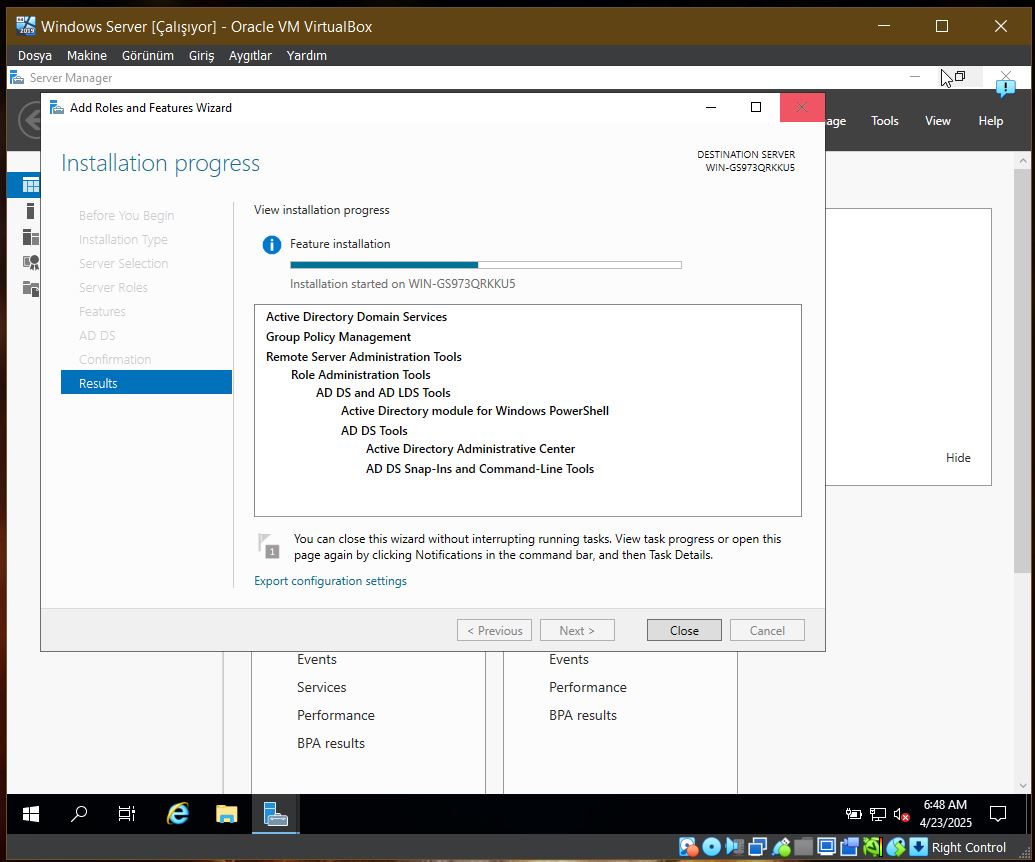 Windows Server [Çalışıyor] - Oracle VM VirtualBox
Dosya Makine Görünüm Giriş Aygıtlar Yardım
Server Manager
Add Roles and Features Wizard
age Tools View Help
Installation progress
DESTINATION SERVER
WIN-GS973QRKKU5
Before You Begin
Installation Type
Server Selection
Server Roles
Features
AD DS
Confirmation
Results
View installation progress
Feature installation
Installation started on WIN-GS973QRKKU5
Active Directory Domain Services
Group Policy Management
Remote Server Administration Tools
Role Administration Tools
AD DS and AD LDS Tools
Active Directory module for Windows PowerShell
AD DS Tools
Active Directory Administrative Center
AD DS Snap-Ins and Command-Line Tools
Hide
1
You can close this wizard without interrupting running tasks. View task progress or open this
page again by clicking Notifications in the command bar, and then Task Details.
Export configuration settings
< Previous Next > Close Cancel
Events
Services
Performance
BPA results
Events
Performance
BPA results
6:48 AM
4/23/2025
Right Control